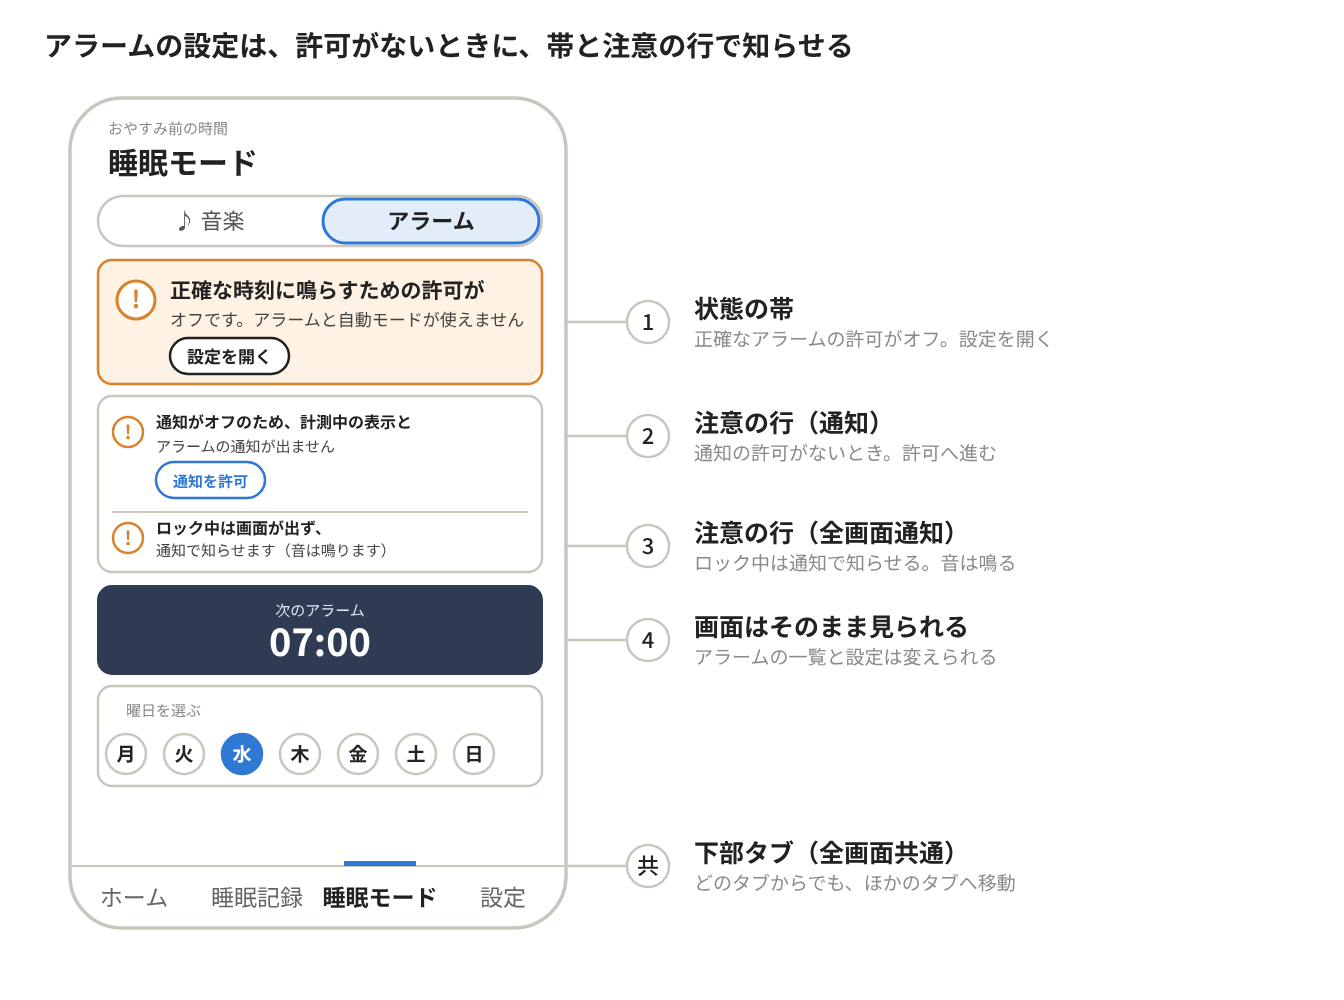 アラームの設定は、許可がないときに、帯と注意の行で知らせる
おやすみ前の時間
睡眠モード
♪ 音楽
アラーム
!
正確な時刻に鳴らすための許可が
オフです。アラームと自動モードが使えません
設定を開く
1
状態の帯
正確なアラームの許可がオフ。設定を開く
!
通知がオフのため、計測中の表示と
アラームの通知が出ません
通知を許可
2
注意の行（通知）
通知の許可がないとき。許可へ進む
!
ロック中は画面が出ず、
通知で知らせます（音は鳴ります）
3
注意の行（全画面通知）
ロック中は通知で知らせる。音は鳴る
次のアラーム
07:00
4
画面はそのまま見られる
アラームの一覧と設定は変えられる
曜日を選ぶ
月 火 水 木 金 土 日
共
下部タブ（全画面共通）
どのタブからでも、ほかのタブへ移動
ホーム 睡眠記録 睡眠モード 設定